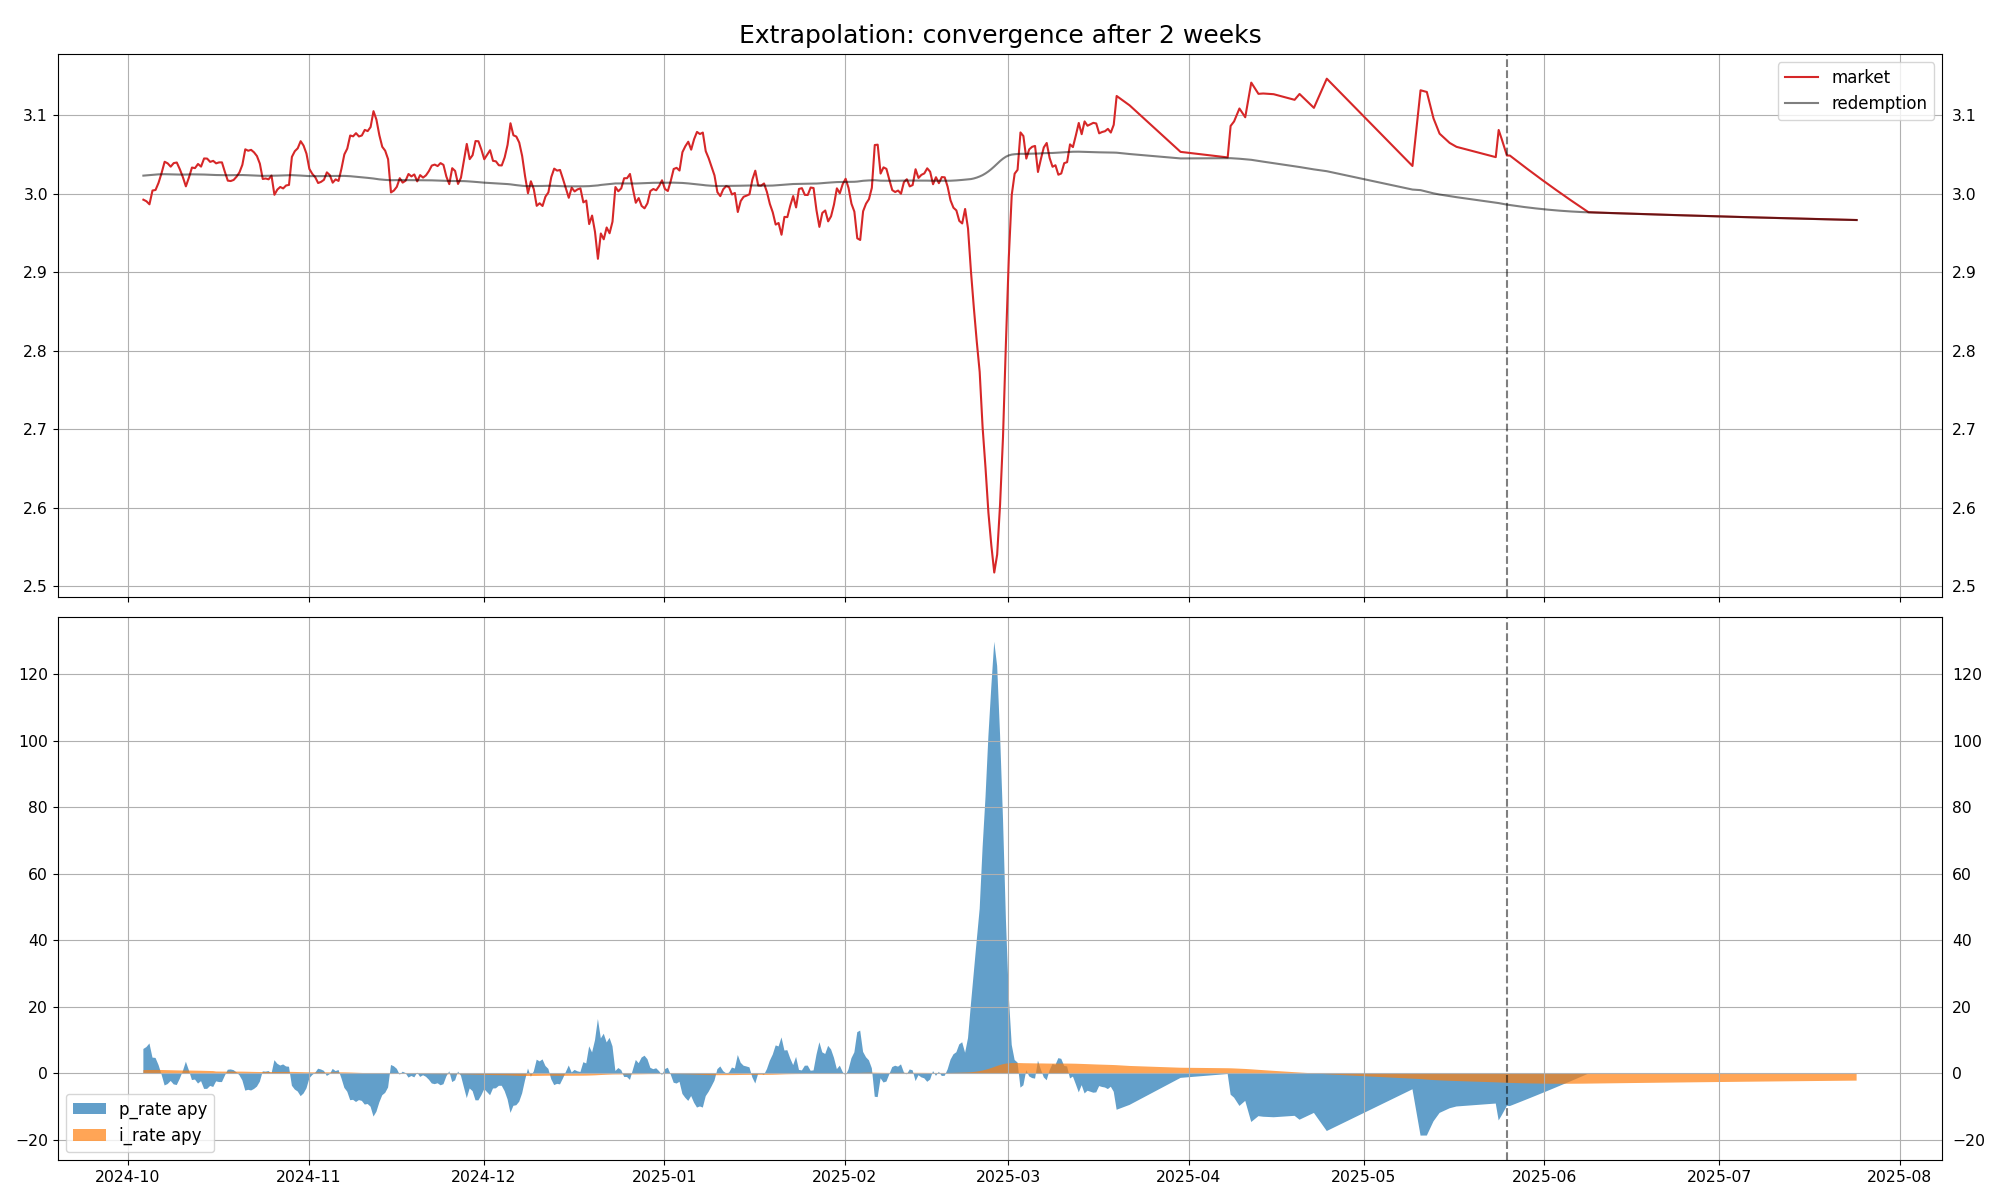 Extrapolation: convergence after 2 weeks
market
redemption
3.1 3.1
3.0 3.0
2.9 2.9
2.8 2.8
2.7 2.7
2.6 2.6
2.5 2.5
120 120
100 100
80 80
60 60
40 40
20 20
0 0
−20 −20
p_rate apy
i_rate apy
2024-10 2024-11 2024-12 2025-01 2025-02 2025-03 2025-04 2025-05 2025-06 2025-07 2025-08